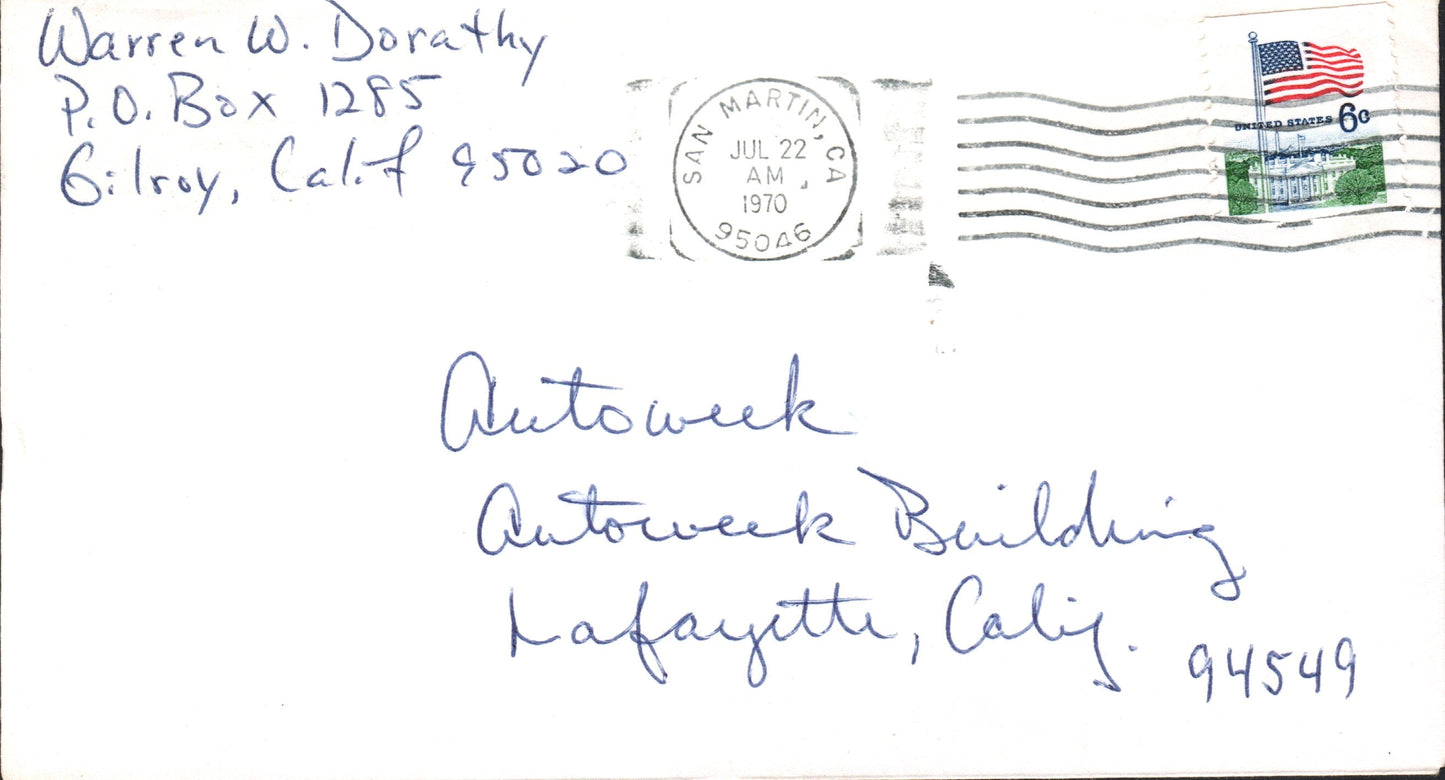 Warren W. Dorathy
P.O. Box 1285
Gilroy, Calif 95020
SAN MARTIN, CA
JUL 22
AM
1970
95046
UNITED STATES 6c
Autoweek
Autoweek Building
Lafayette, Calif.
94549